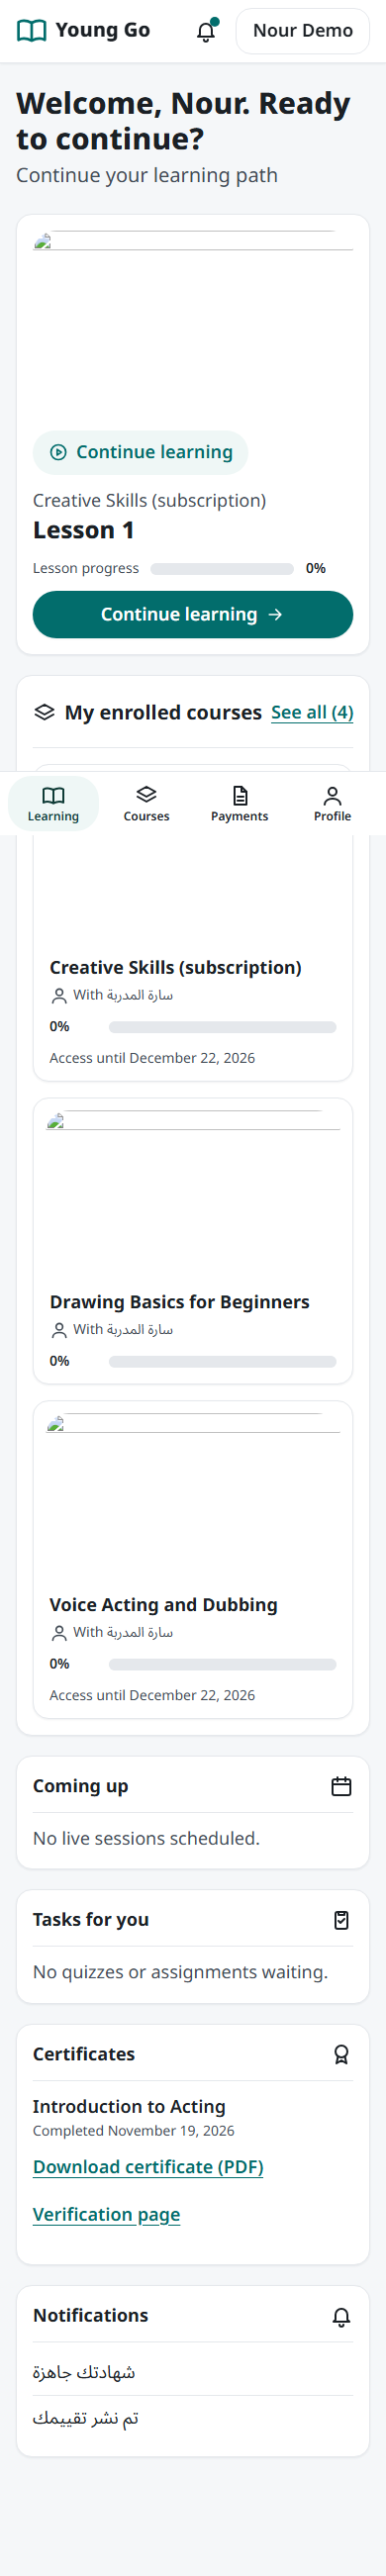 Young Go
Nour Demo
Welcome, Nour. Ready
to continue?
Continue your learning path
Continue learning
Creative Skills (subscription)
Lesson 1
Lesson progress 0%
Continue learning →
My enrolled courses See all (4)
Learning Courses Payments Profile
Creative Skills (subscription)
With سارة المدربة
0%
Access until December 22, 2026
Drawing Basics for Beginners
With سارة المدربة
0%
Voice Acting and Dubbing
With سارة المدربة
0%
Access until December 22, 2026
Coming up
No live sessions scheduled.
Tasks for you
No quizzes or assignments waiting.
Certificates
Introduction to Acting
Completed November 19, 2026
Download certificate (PDF)
Verification page
Notifications
شهادتك جاهزة
تم نشر تقييمك